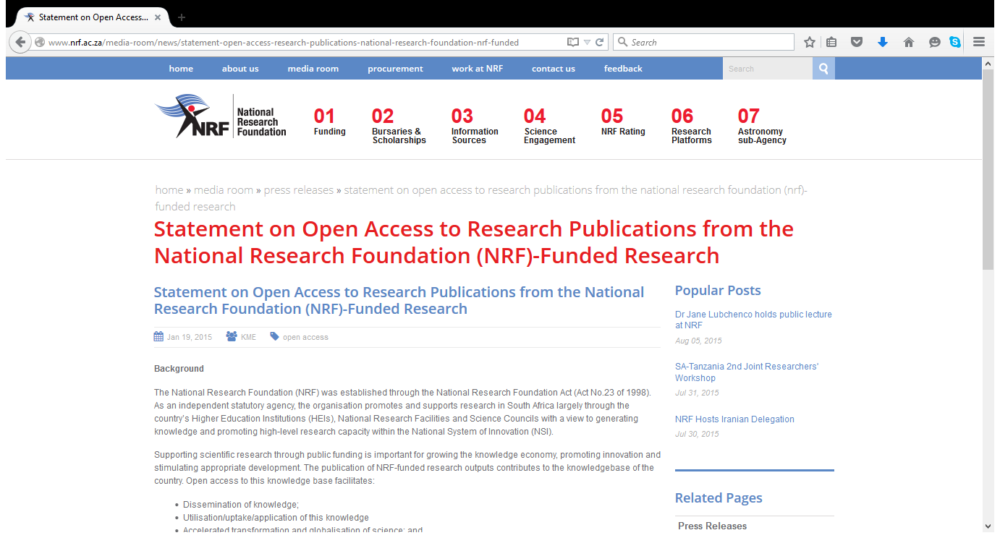 Statement on Open Access...
www.nrf.ac.za/media-room/news/statement-open-access-research-publications-national-research-foundation-nrf-funded
Search
home about us media room procurement work at NRF contact us feedback
Search
NRF National Research Foundation
01 Funding
02 Bursaries & Scholarships
03 Information Sources
04 Science Engagement
05 NRF Rating
06 Research Platforms
07 Astronomy sub-Agency
home » media room » press releases » statement on open access to research publications from the national research foundation (nrf)-
funded research
Statement on Open Access to Research Publications from the
National Research Foundation (NRF)-Funded Research
Statement on Open Access to Research Publications from the National
Research Foundation (NRF)-Funded Research
Jan 19, 2015 KME open access
Background
The National Research Foundation (NRF) was established through the National Research Foundation Act (Act No.23 of 1998).
As an independent statutory agency, the organisation promotes and supports research in South Africa largely through the
country's Higher Education Institutions (HEIs), National Research Facilities and Science Councils with a view to generating
knowledge and promoting high-level research capacity within the National System of Innovation (NSI).
Supporting scientific research through public funding is important for growing the knowledge economy, promoting innovation and
stimulating appropriate development. The publication of NRF-funded research outputs contributes to the knowledgebase of the
country. Open access to this knowledge base facilitates:
• Dissemination of knowledge;
• Utilisation/uptake/application of this knowledge
• Accelerated transformation and globalisation of science; and
Popular Posts
Dr Jane Lubchenco holds public lecture
at NRF
Aug 05, 2015
SA-Tanzania 2nd Joint Researchers'
Workshop
Jul 31, 2015
NRF Hosts Iranian Delegation
Jul 30, 2015
Related Pages
Press Releases